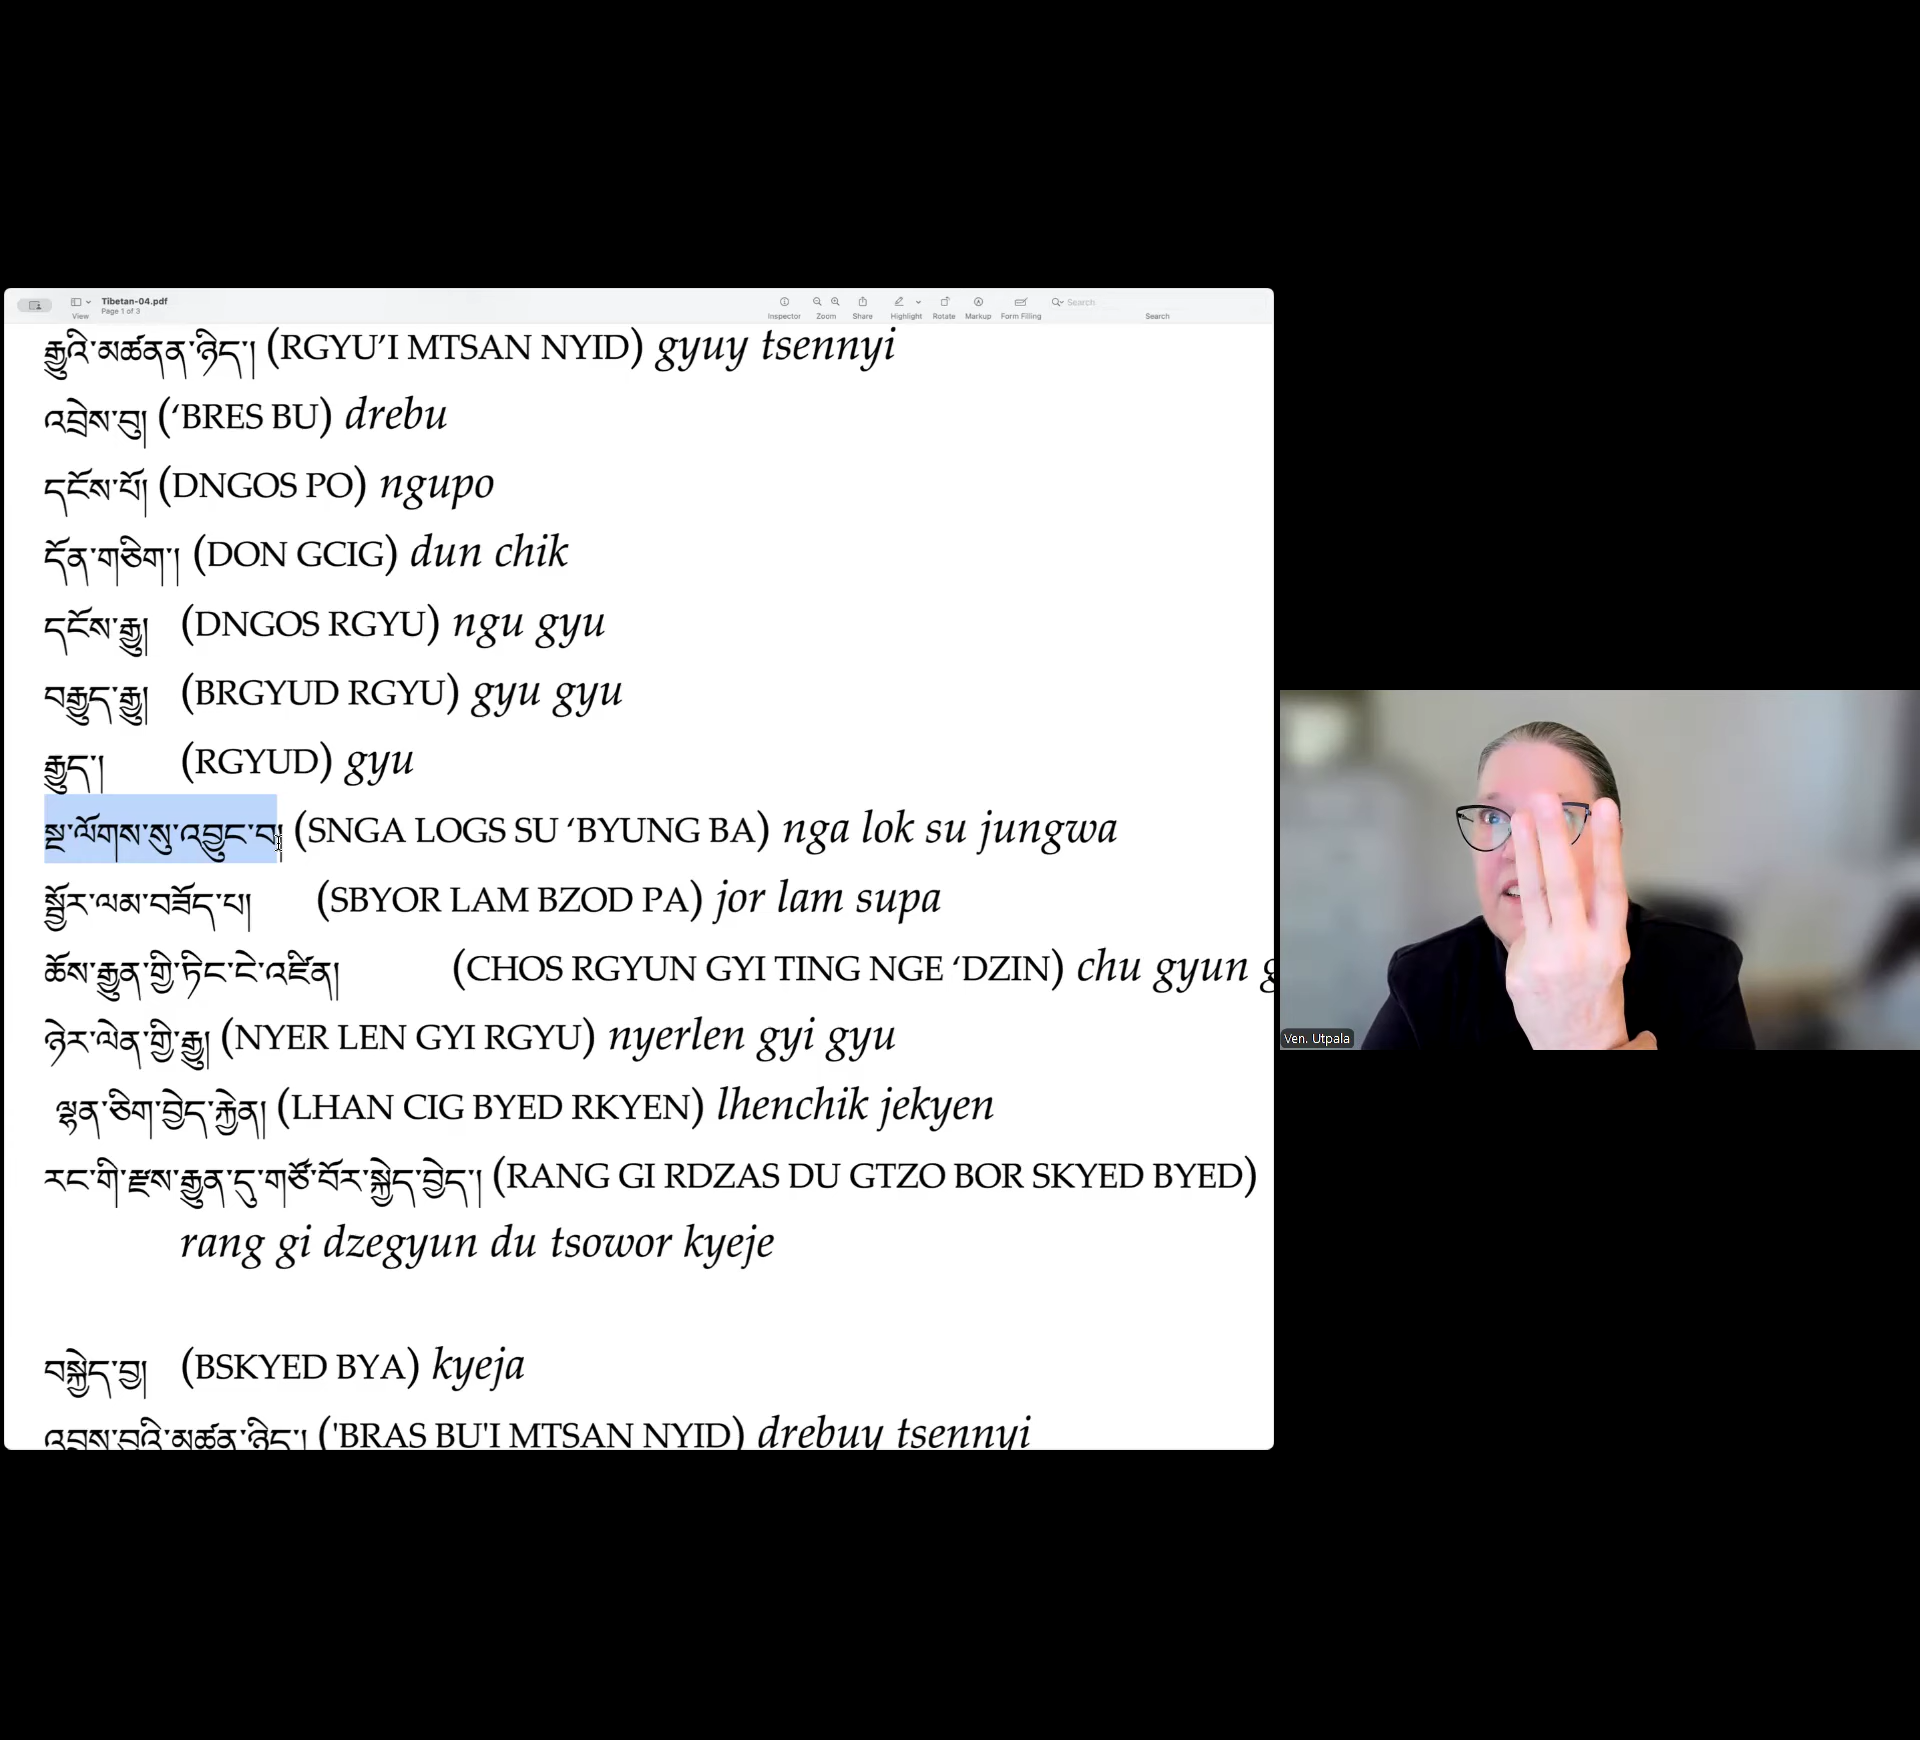 Tibetan-04.pdf
Page 1 of 3
View
Inspector
Zoom
Share
Highlight
Rotate
Markup
Form Filling
Search
Search
རྒྱུའི་མཚནན་ཉིད་། (RGYU’I MTSAN NYID) gyuy tsennyi
འབྲེས་བུ། (‘BRES BU) drebu
དངོས་པོ། (DNGOS PO) ngupo
དོན་གཅིག་། (DON GCIG) dun chik
དངོས་རྒྱུ། (DNGOS RGYU) ngu gyu
བརྒྱུད་རྒྱུ། (BRGYUD RGYU) gyu gyu
རྒྱུད་། (RGYUD) gyu
སྔ་ལོགས་སུ་འབྱུང་བ། (SNGA LOGS SU ‘BYUNG BA) nga lok su jungwa
སྦྱོར་ལམ་བཟོད་པ། (SBYOR LAM BZOD PA) jor lam supa
ཆོས་རྒྱུན་གྱི་ཏིང་ངེ་འཛིན། (CHOS RGYUN GYI TING NGE ‘DZIN) chu gyun g
ཉེར་ལེན་གྱི་རྒྱུ། (NYER LEN GYI RGYU) nyerlen gyi gyu
ལྷན་ཅིག་བྱེད་རྐྱེན། (LHAN CIG BYED RKYEN) lhenchik jekyen
རང་གི་རྫས་རྒྱུན་དུ་གཙོ་བོར་སྐྱེད་བྱེད་། (RANG GI RDZAS DU GTZO BOR SKYED BYED)
rang gi dzegyun du tsowor kyeje
བསྐྱེད་བྱ། (BSKYED BYA) kyeja
འབྲས་བུའི་མཚན་ཉིད་། ('BRAS BU'I MTSAN NYID) drebuy tsennyi
Ven. Utpala